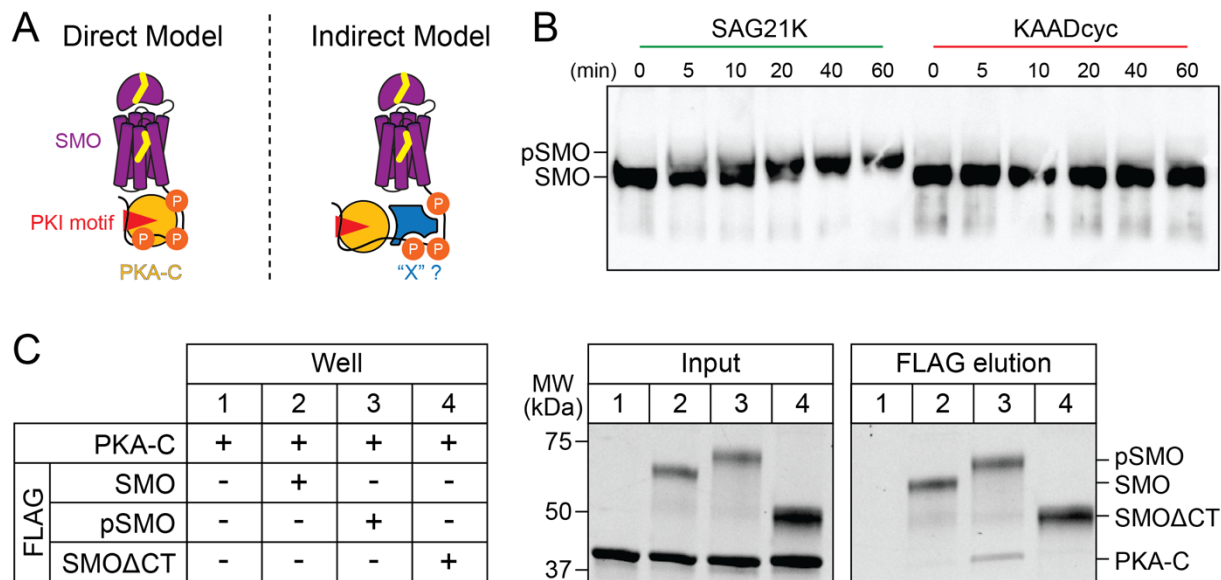 A
Direct Model
Indirect Model
SMO
PKI motif
P
P
P
PKA-C
P
P
P
"X" ?
B
SAG21K
KAADcyc
(min) 0 5 10 20 40 60 0 5 10 20 40 60
pSMO
SMO
C
Well
1 2 3 4
PKA-C + + + +
FLAG
SMO - + - -
pSMO - - + -
SMOΔCT - - - +
Input
FLAG elution
MW
(kDa)
1 2 3 4
1 2 3 4
75
50
37
pSMO
SMO
SMOΔCT
PKA-C